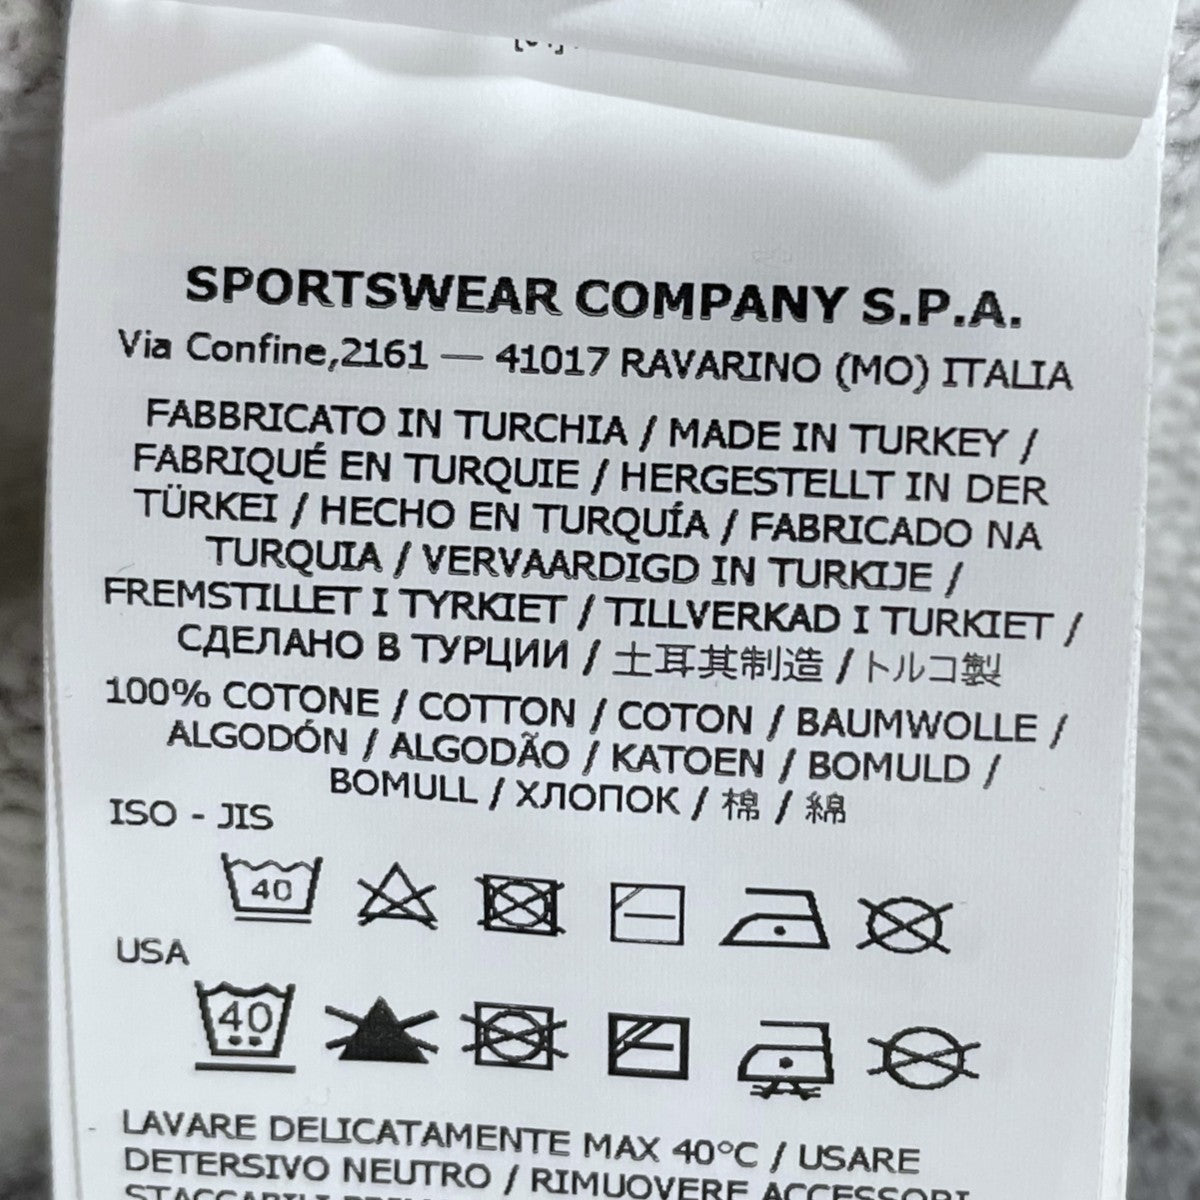 SPORTSWEAR COMPANY S.P.A.
Via Confine,2161 — 41017 RAVARINO (MO) ITALIA
FABBRICATO IN TURCHIA / MADE IN TURKEY /
FABRIQUÉ EN TURQUIE / HERGESTELLT IN DER
TÜRKEI / HECHO EN TURQUÍA / FABRICADO NA
TURQUIA / VERVAARDIGD IN TURKIJE /
FREMSTILLET I TYRKIET / TILLVERKAD I TURKIET /
СДЕЛАНО В ТУРЦИИ / 土耳其制造 / トルコ製
100% COTONE / COTTON / COTON / BAUMWOLLE /
ALGODÓN / ALGODÃO / KATOEN / BOMULD /
BOMULL / ХЛОПОК / 棉 / 綿
ISO - JIS
40
USA
40
LAVARE DELICATAMENTE MAX 40°C / USARE
DETERSIVO NEUTRO / RIMUOVERE ACCESSORI